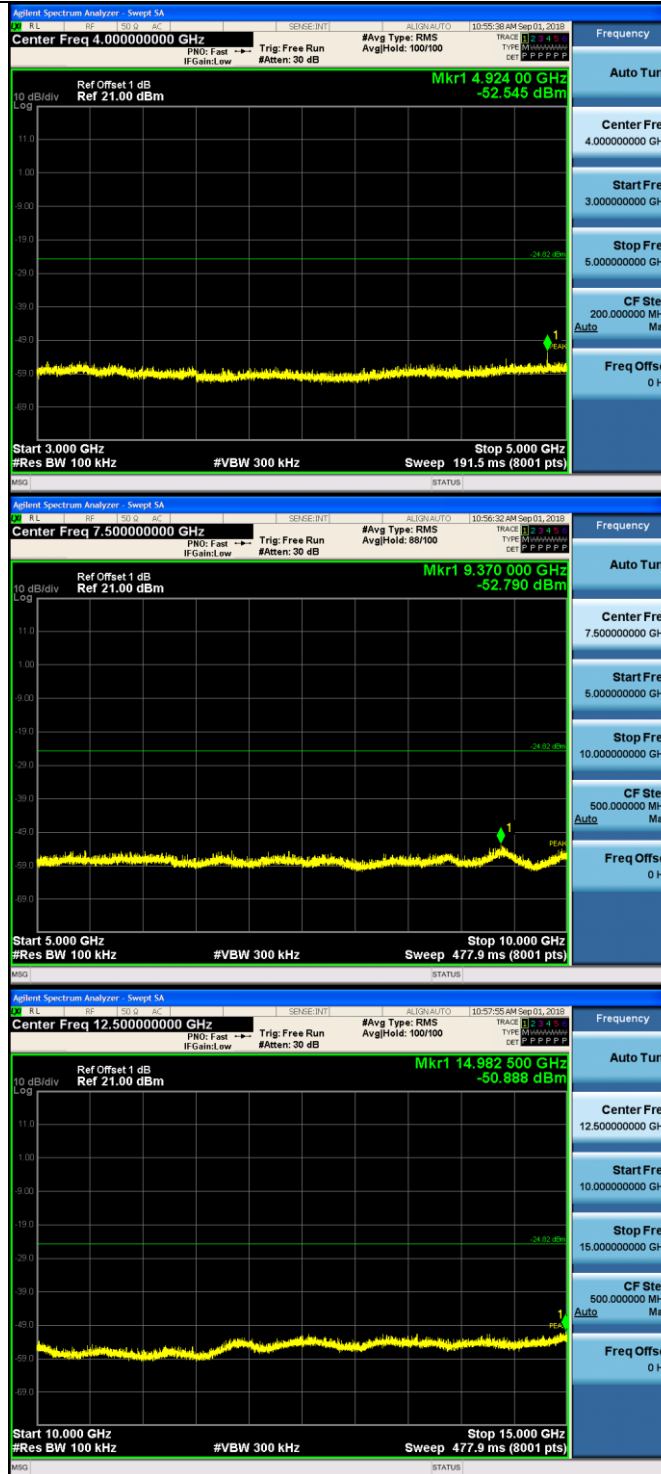 Agilent Spectrum Analyzer - Swept SA
RL RF 50 Ω AC SENSE:INT ALIGNAUTO 10:55:38 AM Sep 01, 2018
Center Freq 4.000000000 GHz
PNO: Fast
IFGain:Low
Trig: Free Run
#Atten: 30 dB
#Avg Type: RMS
Avg|Hold: 100/100
TRACE 1 2 3 4 5 6
TYPE M
DET P P P P P P
Frequency
Mkr1 4.924 00 GHz
-52.545 dBm
Ref Offset 1 dB
Ref 21.00 dBm
10 dB/div
Log
11.0
1.00
-9.00
-19.0
-24.82 dBm
-29.0
-39.0
-49.0
1
PEAK
-59.0
-69.0
Start 3.000 GHz
Stop 5.000 GHz
#Res BW 100 kHz
#VBW 300 kHz
Sweep 191.5 ms (8001 pts)
MSG
STATUS
Auto Tun
Center Fre
4.000000000 GH
Start Fre
3.000000000 GH
Stop Fre
5.000000000 GH
CF Ste
200.000000 MH
Auto Ma
Freq Offse
0 H
Agilent Spectrum Analyzer - Swept SA
RL RF 50 Ω AC SENSE:INT ALIGNAUTO 10:56:32 AM Sep 01, 2018
Center Freq 7.500000000 GHz
PNO: Fast
IFGain:Low
Trig: Free Run
#Atten: 30 dB
#Avg Type: RMS
Avg|Hold: 88/100
TRACE 1 2 3 4 5 6
TYPE M
DET P P P P P P
Frequency
Mkr1 9.370 000 GHz
-52.790 dBm
Ref Offset 1 dB
Ref 21.00 dBm
10 dB/div
Log
11.0
1.00
-9.00
-19.0
-24.82 dBm
-29.0
-39.0
-49.0
1
PEAK
-59.0
-69.0
Start 5.000 GHz
Stop 10.000 GHz
#Res BW 100 kHz
#VBW 300 kHz
Sweep 477.9 ms (8001 pts)
MSG
STATUS
Auto Tun
Center Fre
7.500000000 GH
Start Fre
5.000000000 GH
Stop Fre
10.000000000 GH
CF Ste
500.000000 MH
Auto Ma
Freq Offse
0 H
Agilent Spectrum Analyzer - Swept SA
RL RF 50 Ω AC SENSE:INT ALIGNAUTO 10:57:55 AM Sep 01, 2018
Center Freq 12.500000000 GHz
PNO: Fast
IFGain:Low
Trig: Free Run
#Atten: 30 dB
#Avg Type: RMS
Avg|Hold: 100/100
TRACE 1 2 3 4 5 6
TYPE M
DET P P P P P P
Frequency
Mkr1 14.982 500 GHz
-50.888 dBm
Ref Offset 1 dB
Ref 21.00 dBm
10 dB/div
Log
11.0
1.00
-9.00
-19.0
-24.82 dBm
-29.0
-39.0
-49.0
1
PEAK
-59.0
-69.0
Start 10.000 GHz
Stop 15.000 GHz
#Res BW 100 kHz
#VBW 300 kHz
Sweep 477.9 ms (8001 pts)
MSG
STATUS
Auto Tun
Center Fre
12.500000000 GH
Start Fre
10.000000000 GH
Stop Fre
15.000000000 GH
CF Ste
500.000000 MH
Auto Ma
Freq Offse
0 H